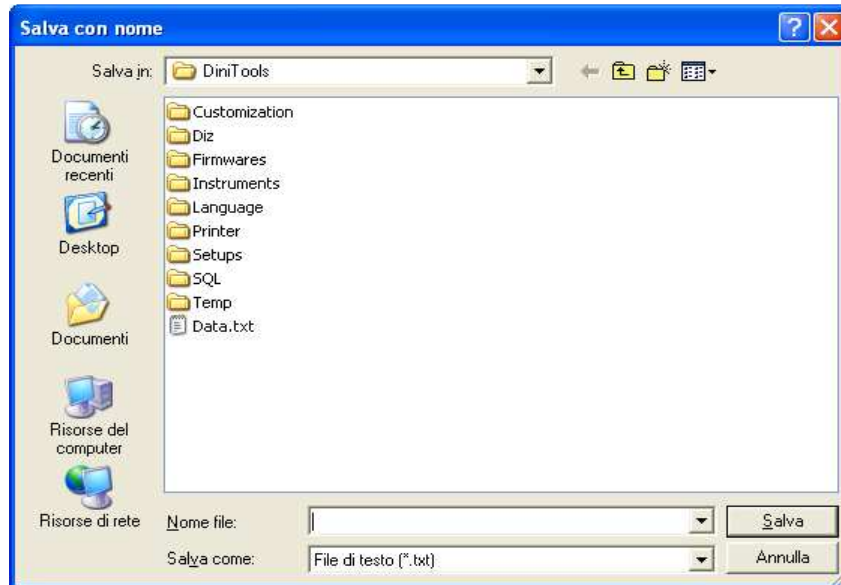 Salva con nome
Salva in: DiniTools
Documenti recenti
Desktop
Documenti
Risorse del computer
Risorse di rete
Customization
Diz
Firmwares
Instruments
Language
Printer
Setups
SQL
Temp
Data.txt
Nome file:
Salva
Salva come: File di testo (*.txt)
Annulla